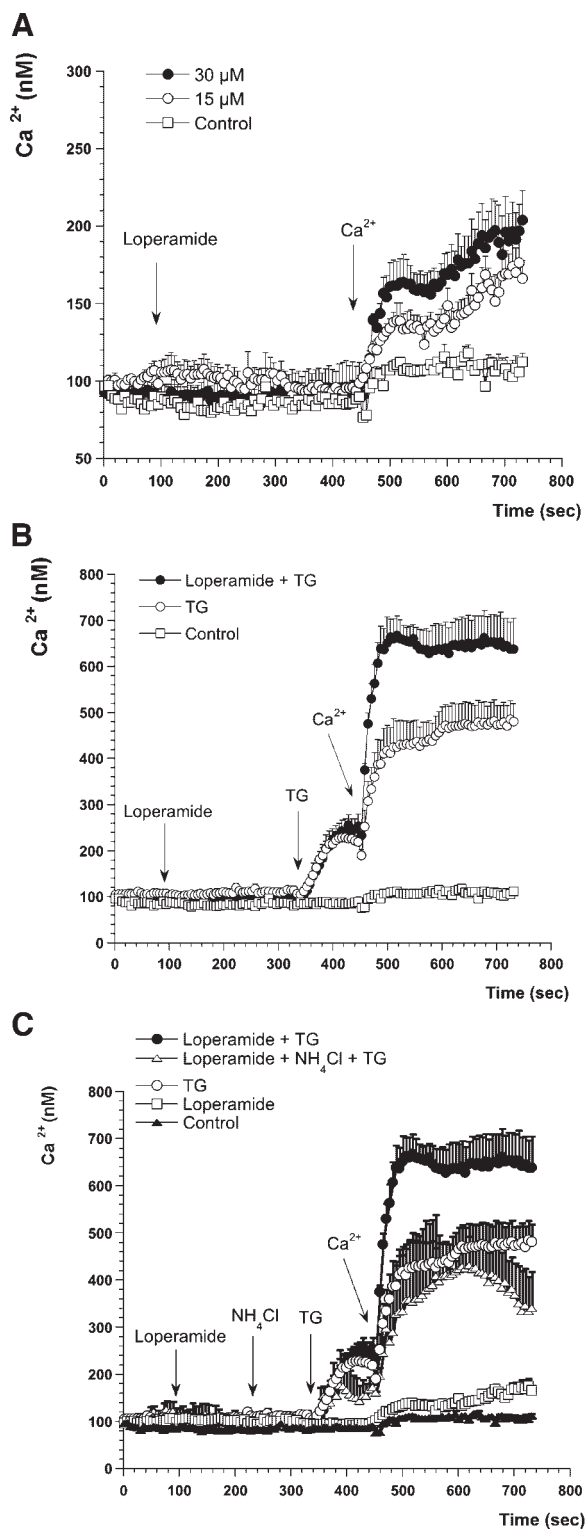 A
Ca 2+ (nM)
30 µM
15 µM
Control
Loperamide
Ca2+
300
250
200
150
100
50
0 100 200 300 400 500 600 700 800
Time (sec)
B
Ca 2+ (nM)
Loperamide + TG
TG
Control
Loperamide
TG
Ca2+
800
700
600
500
400
300
200
100
0
0 100 200 300 400 500 600 700 800
Time (sec)
C
Ca 2+ (nM)
Loperamide + TG
Loperamide + NH4Cl + TG
TG
Loperamide
Control
Loperamide
NH4Cl
TG
Ca2+
800
700
600
500
400
300
200
100
0
0 100 200 300 400 500 600 700 800
Time (sec)